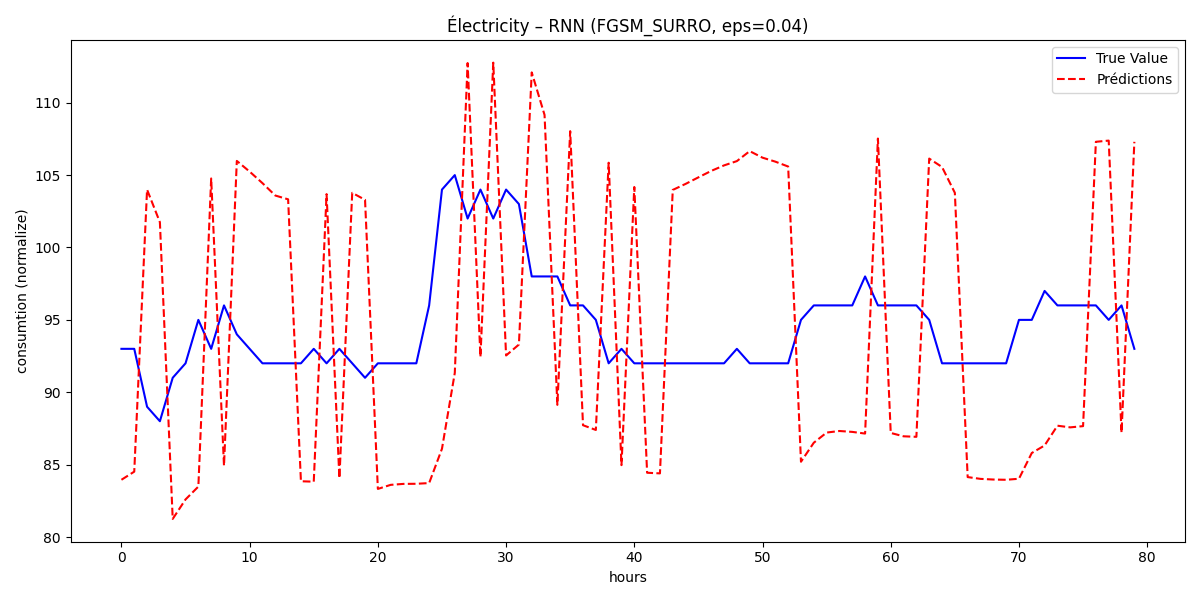 Électricity – RNN (FGSM_SURRO, eps=0.04)
True Value
Prédictions
consumtion (normalize)
110
105
100
95
90
85
80
0 10 20 30 40 50 60 70 80
hours